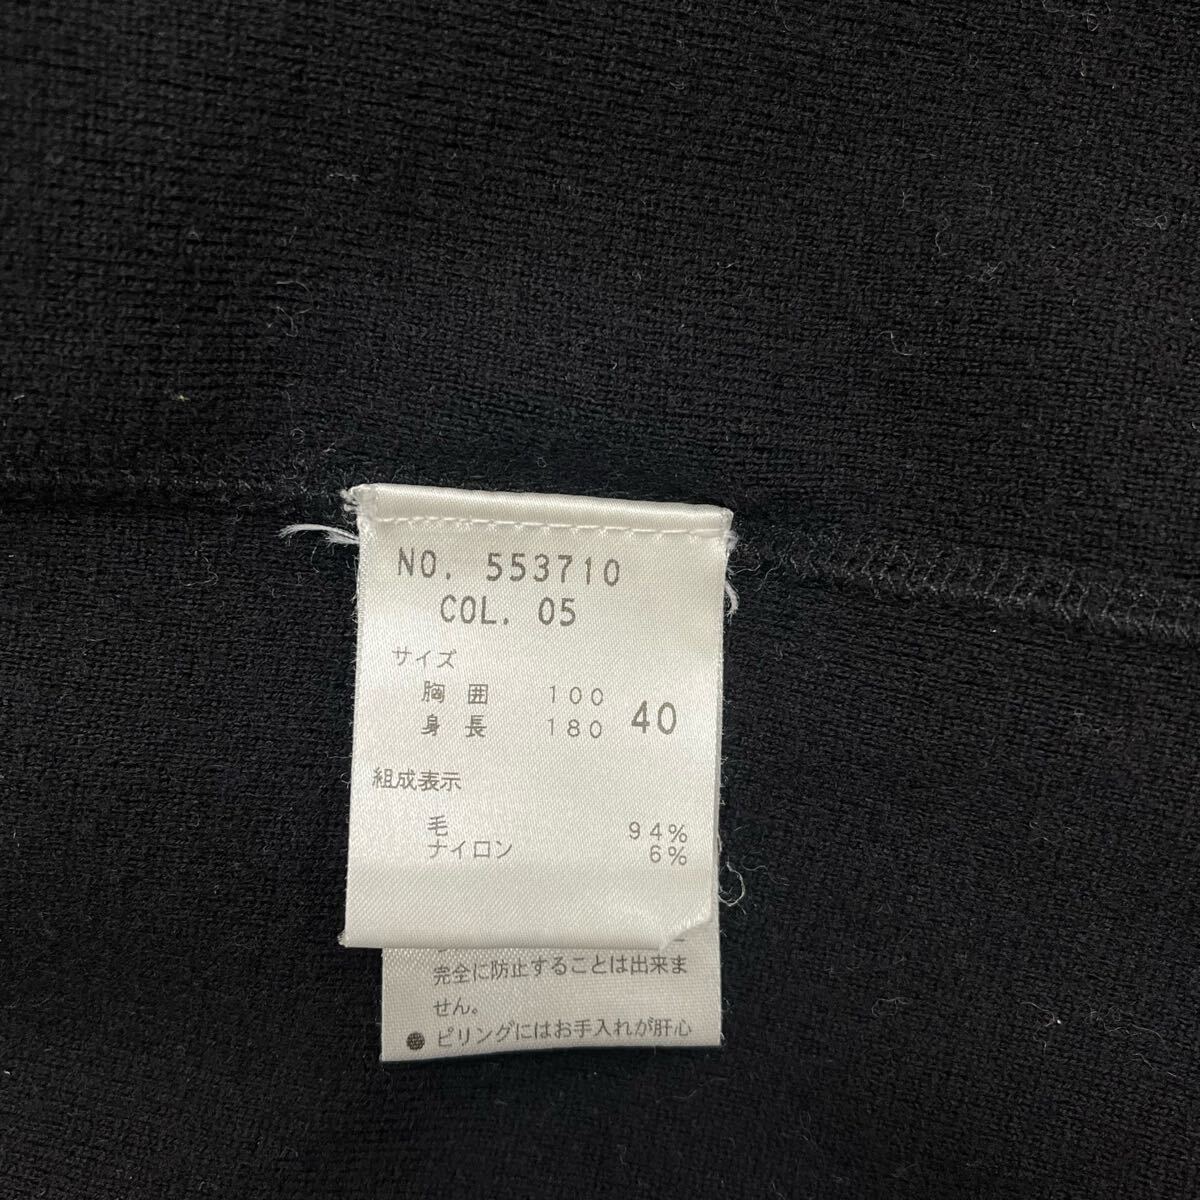 NO. 553710
COL. 05
サイズ
胸囲 100
身長 180 40
組成表示
毛 94%
ナイロン 6%
完全に防止することは出来ま
せん。
● ピリングにはお手入れが肝心